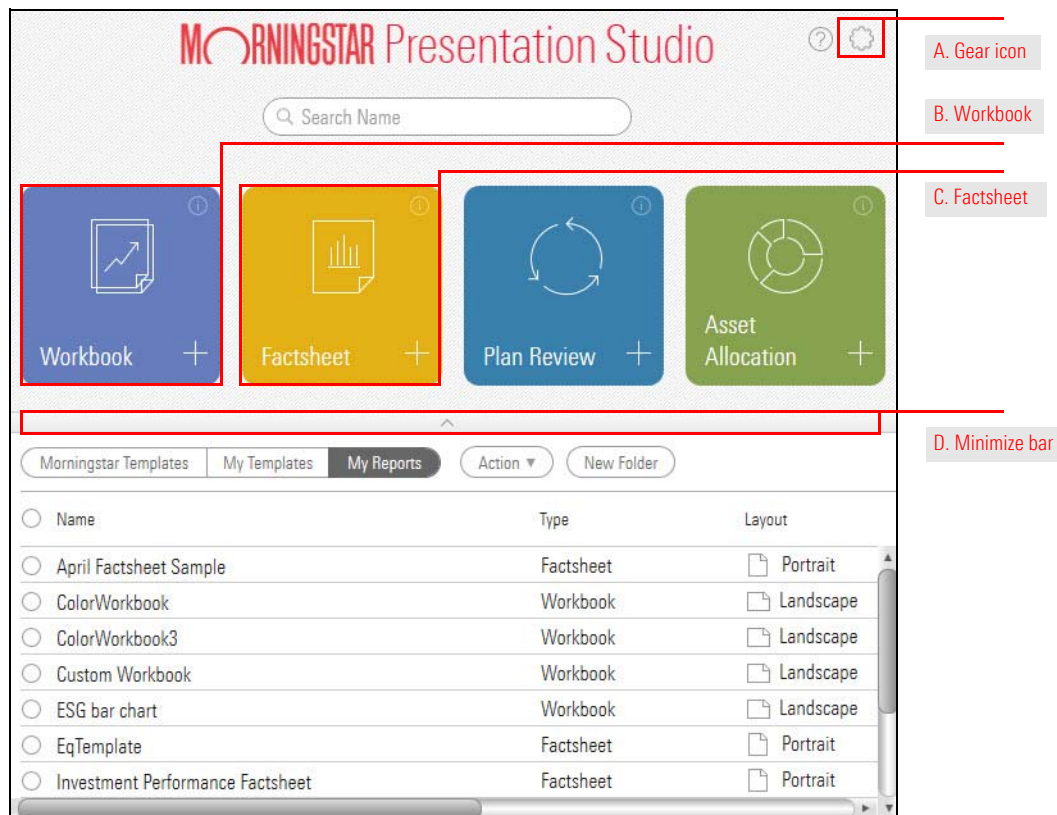 MORNINGSTAR Presentation Studio
?
A. Gear icon
Search Name
B. Workbook
C. Factsheet
Workbook
Factsheet
Plan Review
Asset
Allocation
D. Minimize bar
Morningstar Templates My Templates My Reports Action ▼ New Folder
Name Type Layout
April Factsheet Sample Factsheet Portrait
ColorWorkbook Workbook Landscape
ColorWorkbook3 Workbook Landscape
Custom Workbook Workbook Landscape
ESG bar chart Workbook Landscape
EqTemplate Factsheet Portrait
Investment Performance Factsheet Factsheet Portrait